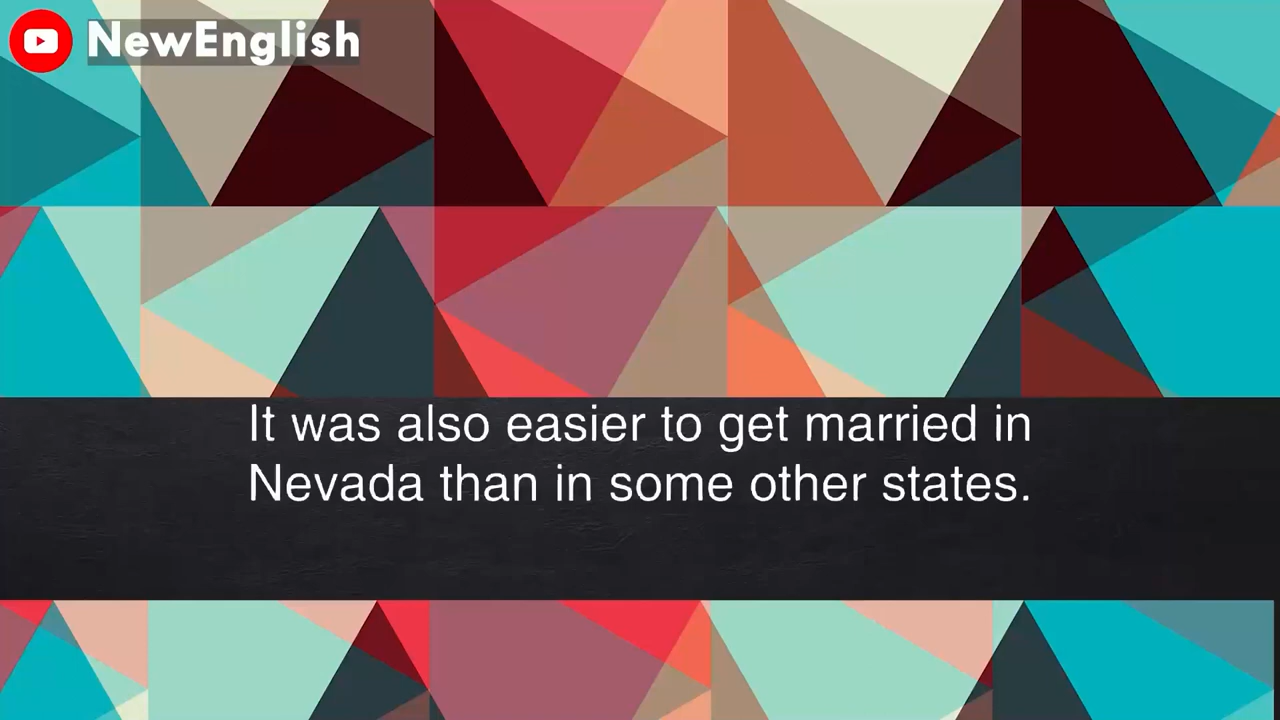 NewEnglish
It was also easier to get married in
Nevada than in some other states.